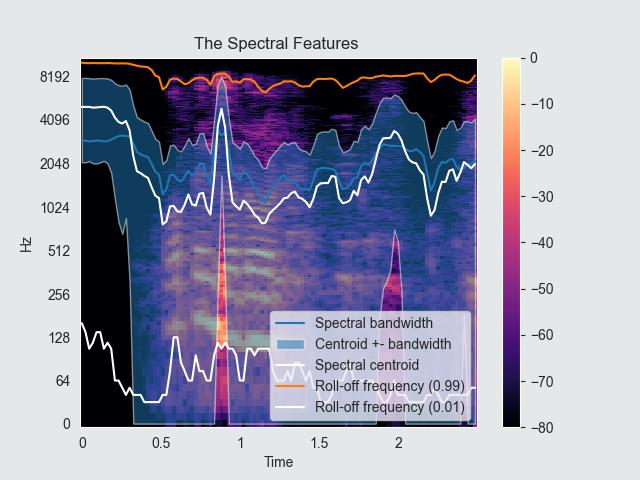 The Spectral Features
8192
4096
2048
1024
512
256
128
64
0
Hz
0
0.5
1
1.5
2
Time
Spectral bandwidth
Centroid +- bandwidth
Spectral centroid
Roll-off frequency (0.99)
Roll-off frequency (0.01)
0
−10
−20
−30
−40
−50
−60
−70
−80